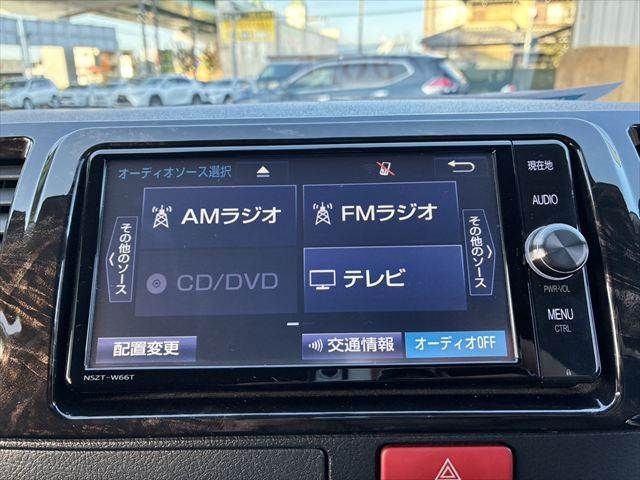 オーディオソース選択
現在地
AMラジオ
FMラジオ
AUDIO
その他のソース
その他のソース
CD/DVD
テレビ
PWR•VOL
MENU
CTRL
配置変更
交通情報
オーディオOFF
NSZT-W66T